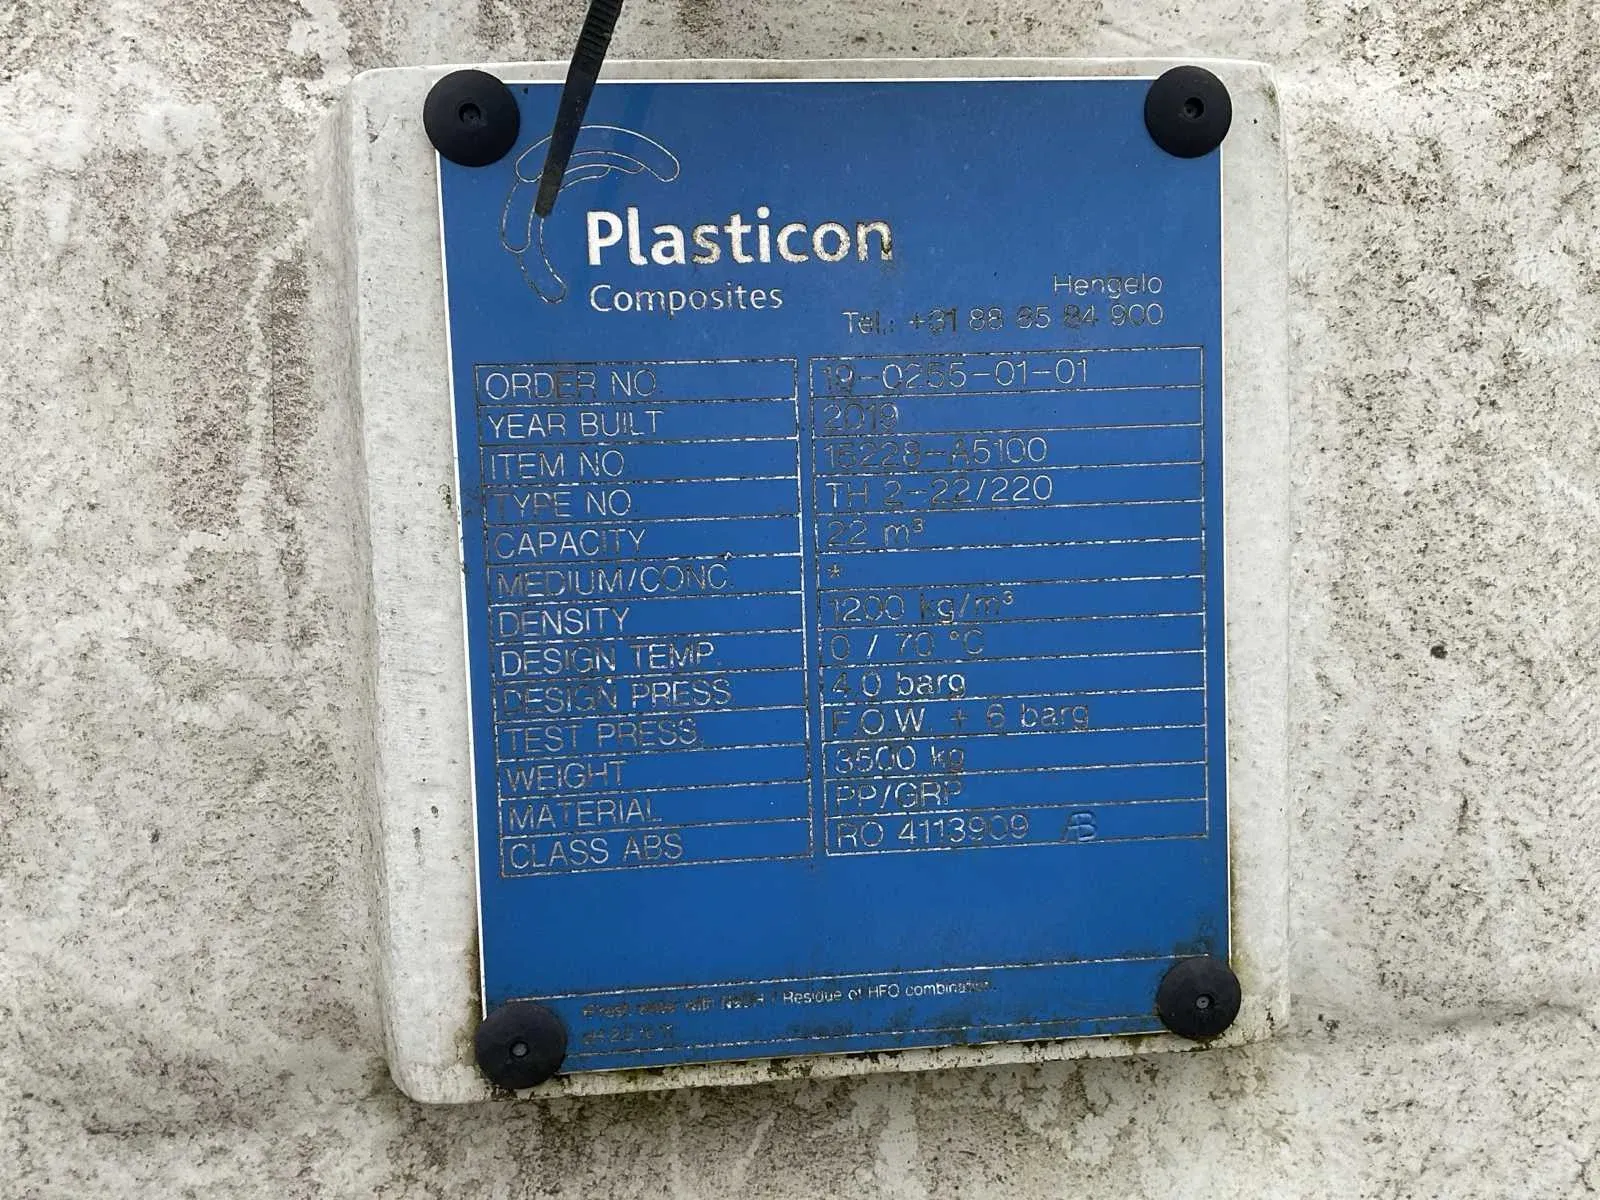 Plasticon
Composites
Hengelo
Tel.: +31 88 85 84 900
ORDER NO. 19-0255-01-01
YEAR BUILT 2019
ITEM NO. 15228-A5100
TYPE NO. TH 2-22/220
CAPACITY 22 m³
MEDIUM/CONC. *
DENSITY 1200 kg/m³
DESIGN TEMP. 0 / 70 °C
DESIGN PRESS 4.0 barg
TEST PRESS. F.O.W. + 6 barg
WEIGHT 3500 kg
MATERIAL PP/GRP
CLASS ABS RO 4113909 AB
with NaOH / Residue of HFO